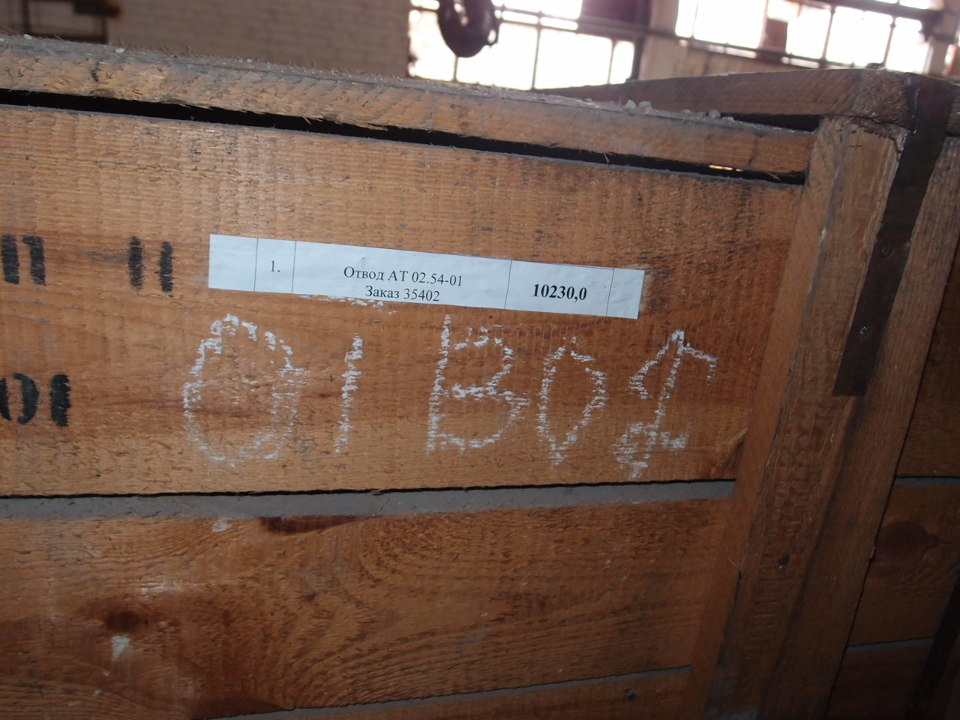 1. Отвод АТ 02.54-01 10230,0
Заказ 35402
ОТВОД